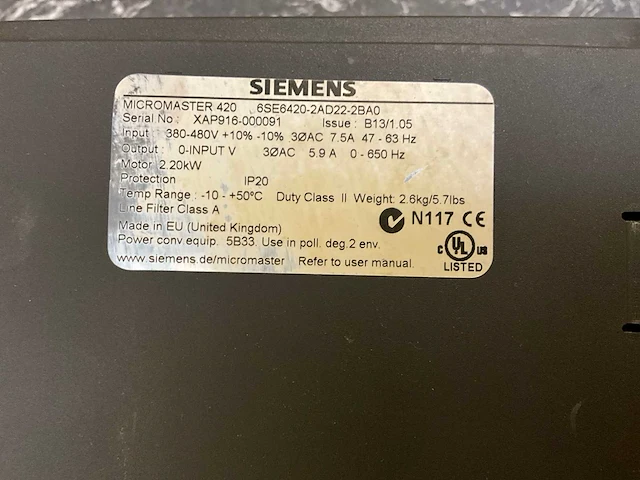 SIEMENS
MICROMASTER 420 6SE6420-2AD22-2BA0
Serial No: XAP916-000091 Issue: B13/1.05
Input: 380-480V +10% -10% 3ØAC 7.5A 47 - 63 Hz
Output: 0-INPUT V 3ØAC 5.9 A 0 - 650 Hz
Motor 2.20kW
Protection IP20
Temp Range: -10 - +50°C Duty Class II Weight: 2.6kg/5.7lbs
Line Filter Class A
N117 CE
Made in EU (United Kingdom)
Power conv.equip. 5B33. Use in poll. deg.2 env.
C UL US
www.siemens.de/micromaster Refer to user manual.
LISTED